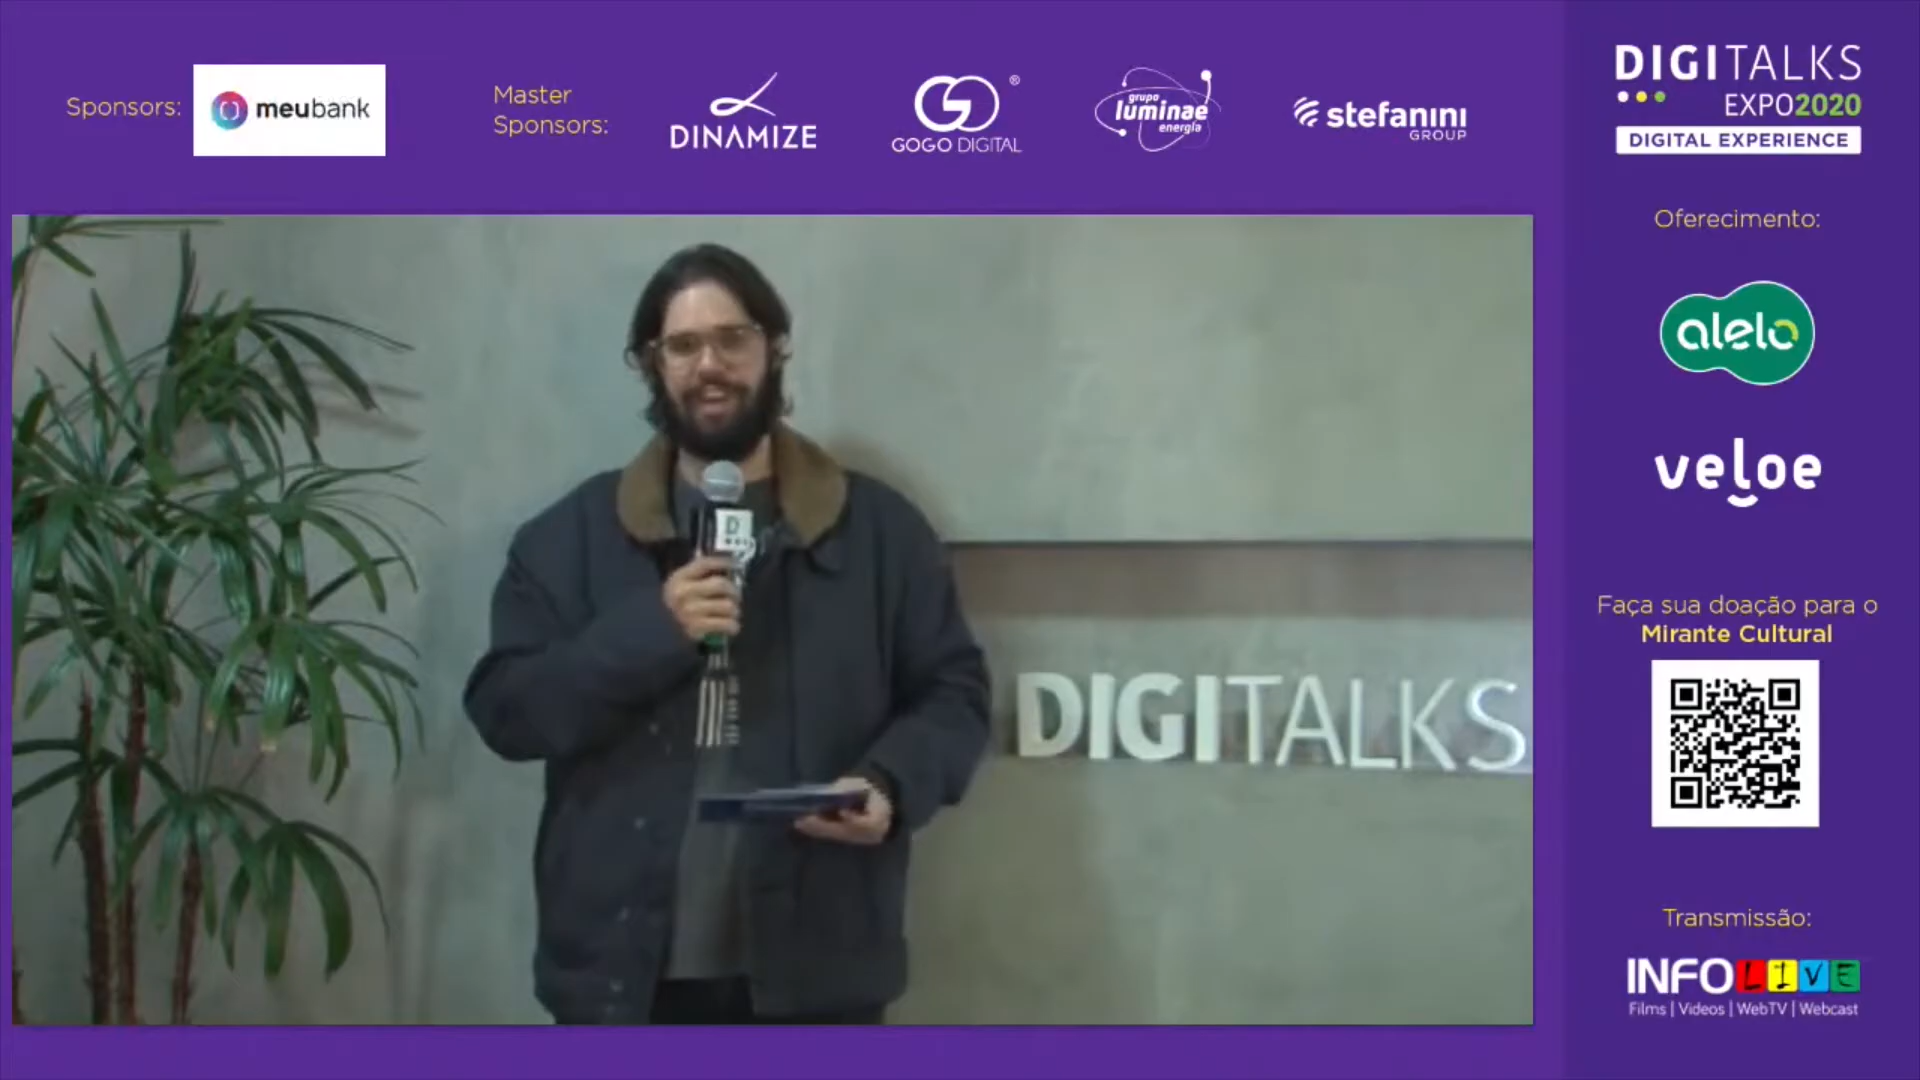 Sponsors:
meubank
Master
Sponsors:
DINAMIZE
GOGO DIGITAL
®
grupo
luminae
energia
stefanini
GROUP
DIGITALKS
EXPO2020
DIGITAL EXPERIENCE
Oferecimento:
alelo
veloe
Faça sua doação para o
Mirante Cultural
Transmissão:
INFOLIVE
Films | Videos | WebTV | Webcast
D
DIGITALKS